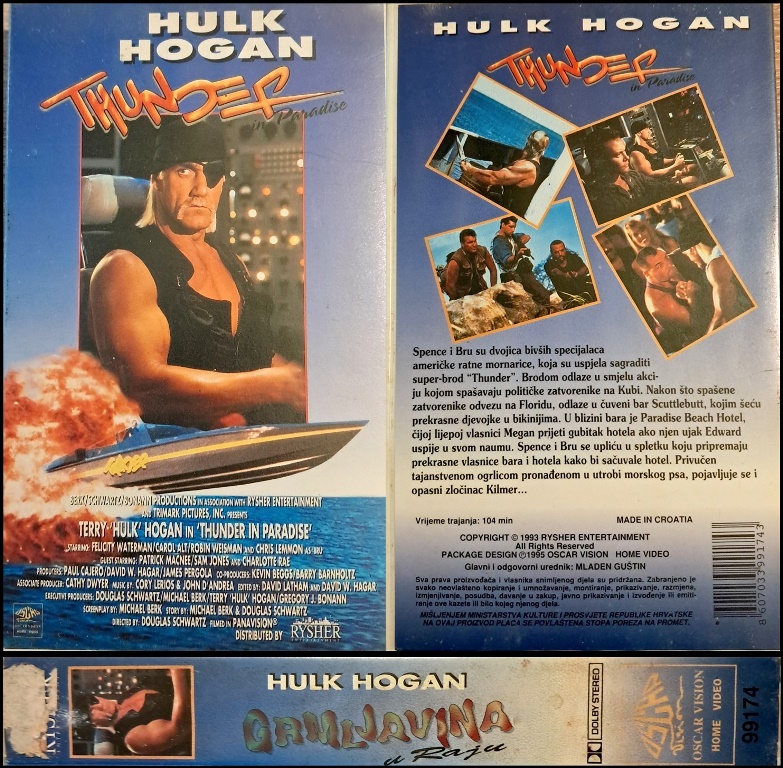 HULK
HOGAN
THUNDER
in Paradise
BERK/SCHWARTZ/BONANN PRODUCTIONS IN ASSOCIATION WITH RYSHER ENTERTAINMENT
AND TRIMARK PICTURES, INC. PRESENTS
TERRY "HULK" HOGAN IN 'THUNDER IN PARADISE'
STARRING: FELICITY WATERMAN/CAROL ALT/ROBIN WEISMAN and CHRIS LEMMON AS BRU
GUEST STARRING: PATRICK MACNEE/SAM JONES and CHARLOTTE RAE
PRODUCERS: PAUL CAJERO/DAVID W. HAGAR/JAMES PERGOLA CO-PRODUCERS: KEVIN BEGGS/BARRY BARNHOLTZ
ASSOCIATE PRODUCER: CATHY DWYER MUSIC BY: CORY LERIOS & JOHN D'ANDREA EDITED BY: DAVID LATHAM and DAVID W. HAGAR
EXECUTIVE PRODUCERS: DOUGLAS SCHWARTZ/MICHAEL BERK/TERRY 'HULK' HOGAN/GREGORY J. BONANN
SCREENPLAY BY: MICHAEL BERK STORY BY: MICHAEL BERK & DOUGLAS SCHWARTZ
DIRECTED BY: DOUGLAS SCHWARTZ FILMED IN PANAVISION®
DISTRIBUTED BY RYSHER
ENTERTAINMENT
HULK HOGAN
THUNDER
in Paradise
Spence i Bru su dvojica bivših specijalaca
američke ratne mornarice, koja su uspjela sagraditi
super-brod "Thunder". Brodom odlaze u smjelu akci-
ju kojom spašavaju političke zatvorenike na Kubi. Nakon što spašene
zatvorenike odvezu na Floridu, odlaze u čuveni bar Scuttlebutt, kojim šeću
prekrasne djevojke u bikinijima. U blizini bara je Paradise Beach Hotel,
čijoj lijepoj vlasnici Megan prijeti gubitak hotela ako njen ujak Edward
uspije u svom naumu. Spence i Bru se upliću u spletku koju pripremaju
prekrasne vlasnice bara i hotela kako bi sačuvale hotel. Privučen
tajanstvenom ogrlicom pronađenom u utrobi morskog psa, pojavljuje se i
opasni zločinac Kilmer...
Vrijeme trajanja: 104 min MADE IN CROATIA
COPYRIGHT © 1993 RYSHER ENTERTAINMENT
All Rights Reserved
PACKAGE DESIGN ℗1995 OSCAR VISION HOME VIDEO
Glavni i odgovorni urednik: MLADEN GUŠTIN
Sva prava proizvođača i vlasnika snimljenog djela su pridržana. Zabranjeno je
svako neovlašteno kopiranje i umnožavanje, montiranje, prikazivanje, razmjena,
iznajmljivanje, posudba, davanje u zakup, javno prikazivanje i izvođenje ili emiti-
ranje ove kazete ili bilo kojeg njenog djela.
MIŠLJENJEM MINISTARSTVA KULTURE I PROSVJETE REPUBLIKE HRVATSKE
NA OVAJ PROIZVOD PLAĆA SE POVLAŠTENA STOPA POREZA NA PROMET.
HULK HOGAN
GRMLJAVINA
u Raju
DOLBY STEREO
OSCAR VISION
HOME VIDEO
99174